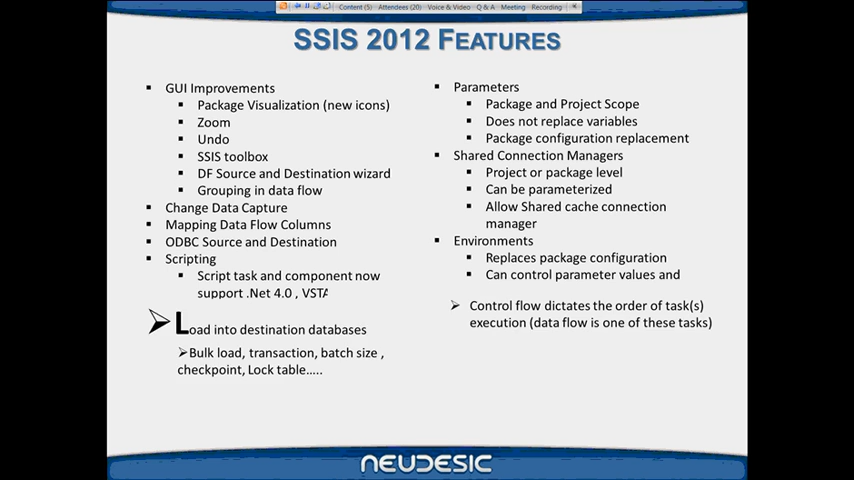 Content (5) Attendees (20) Voice & Video Q & A Meeting Recording
SSIS 2012 FEATURES
GUI Improvements
Package Visualization (new icons)
Zoom
Undo
SSIS toolbox
DF Source and Destination wizard
Grouping in data flow
Change Data Capture
Mapping Data Flow Columns
ODBC Source and Destination
Scripting
Script task and component now
support .Net 4.0 , VSTA
Load into destination databases
Bulk load, transaction, batch size ,
checkpoint, Lock table.....
Parameters
Package and Project Scope
Does not replace variables
Package configuration replacement
Shared Connection Managers
Project or package level
Can be parameterized
Allow Shared cache connection
manager
Environments
Replaces package configuration
Can control parameter values and
Control flow dictates the order of task(s)
execution (data flow is one of these tasks)
NEUDESIC